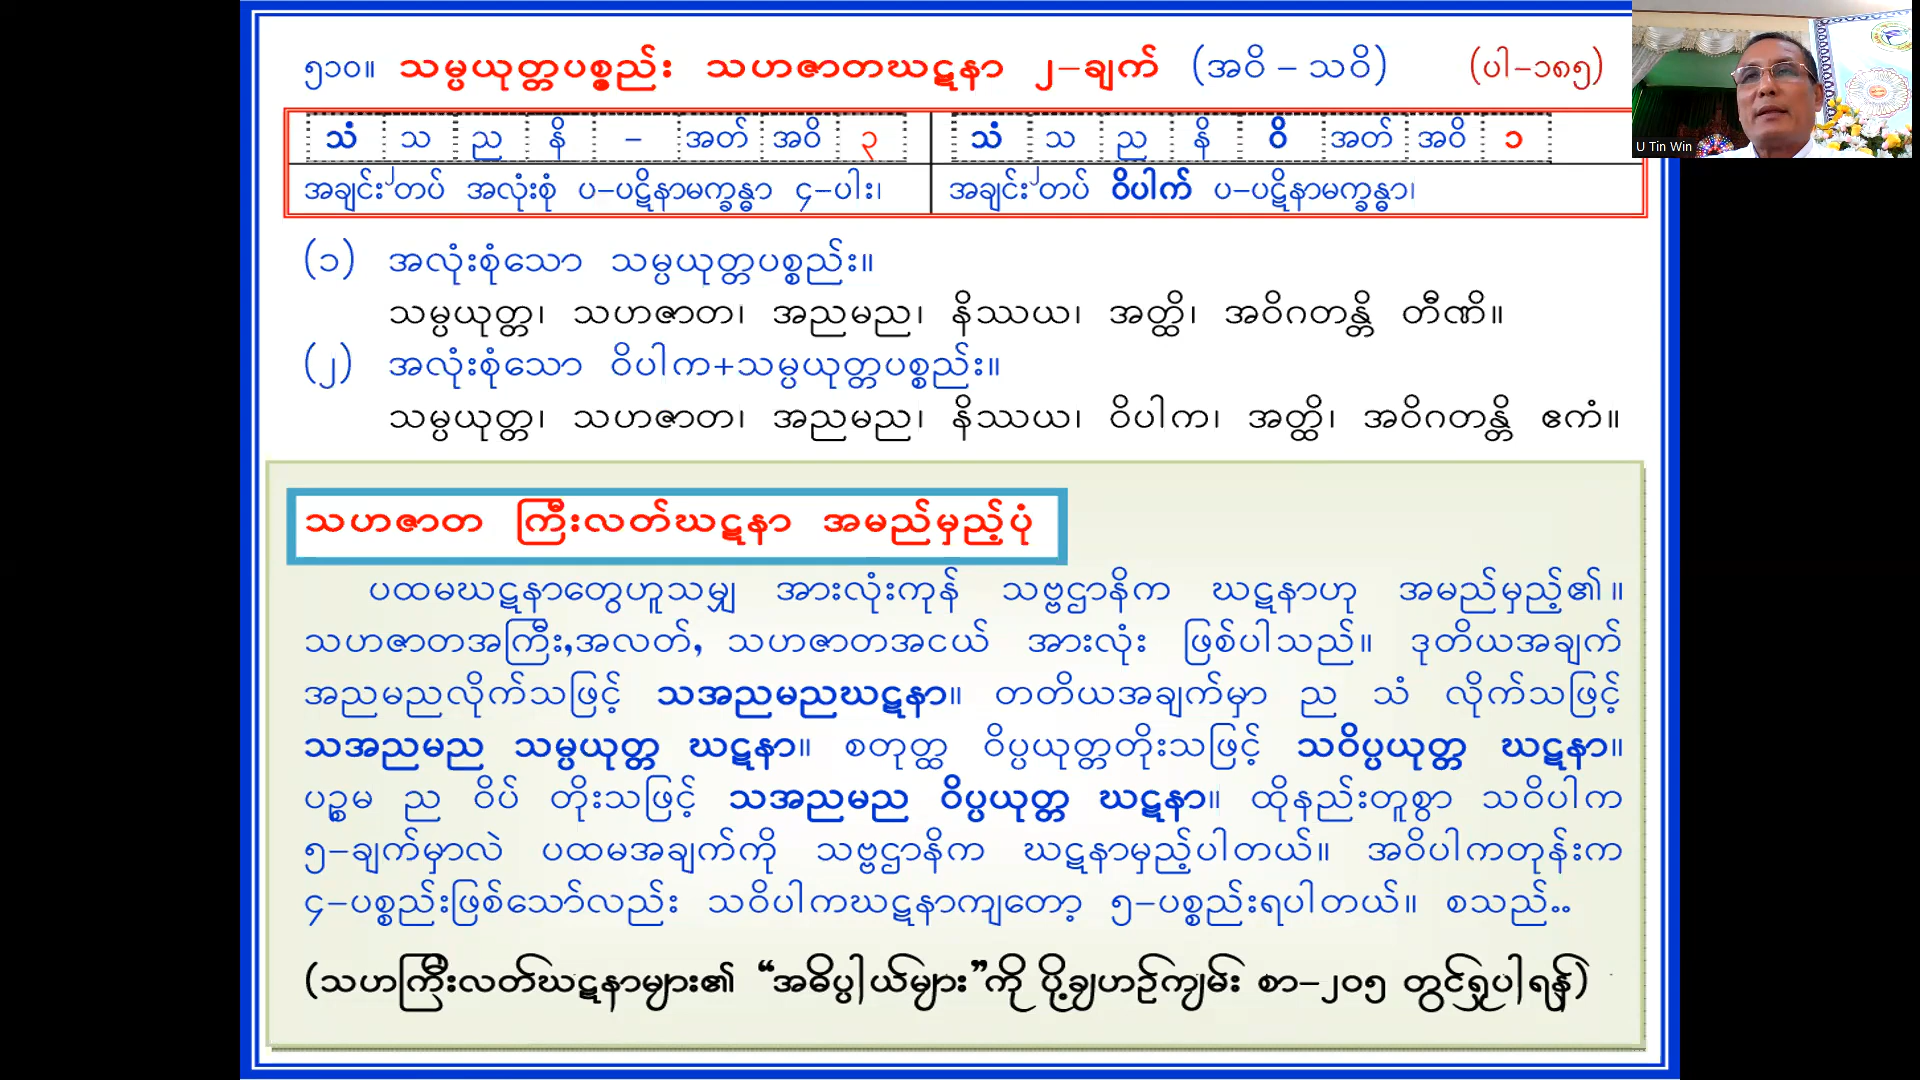 ၅၁၀။ သမ္ပယုတ္တပစ္စည်း သဟဇာတဃဋနာ ၂–ချက် (အဝိ – သဝိ) (ပါ–၁၈၅)
သံ သ ည နိ – အတ် အဝိ ၃ သံ သ ည နိ ဝိ အတ် အဝိ ၁
အချင်းတပ် အလုံးစုံ ပ–ပဋိနာမက္ခန္ဓာ ၄–ပါး၊ အချင်းတပ် ဝိပါက် ပ–ပဋိနာမက္ခန္ဓာ၊
(၁) အလုံးစုံသော သမ္ပယုတ္တပစ္စည်း။
သမ္ပယုတ္တ၊ သဟဇာတ၊ အညမည၊ နိဿယ၊ အတ္ထိ၊ အဝိဂတန္တိ တီဏိ။
(၂) အလုံးစုံသော ဝိပါက+သမ္ပယုတ္တပစ္စည်း။
သမ္ပယုတ္တ၊ သဟဇာတ၊ အညမည၊ နိဿယ၊ ဝိပါက၊ အတ္ထိ၊ အဝိဂတန္တိ ဧကံ။
သဟဇာတ ကြီးလတ်ဃဋနာ အမည်မှည့်ပုံ
ပထမဃဋနာတွေဟူသမျှ အားလုံးကုန် သဗ္ဗဌာနိက ဃဋနာဟု အမည်မှည့်၏။
သဟဇာတအကြီး,အလတ်, သဟဇာတအငယ် အားလုံး ဖြစ်ပါသည်။ ဒုတိယအချက်
အညမညလိုက်သဖြင့် သအညမညဃဋနာ။ တတိယအချက်မှာ ည သံ လိုက်သဖြင့်
သအညမည သမ္ပယုတ္တ ဃဋနာ။ စတုတ္ထ ဝိပ္ပယုတ္တတိုးသဖြင့် သဝိပ္ပယုတ္တ ဃဋနာ။
ပဉ္စမ ည ဝိပ် တိုးသဖြင့် သအညမည ဝိပ္ပယုတ္တ ဃဋနာ။ ထိုနည်းတူစွာ သဝိပါက
၅–ချက်မှာလဲ ပထမအချက်ကို သဗ္ဗဌာနိက ဃဋနာမှည့်ပါတယ်။ အဝိပါကတုန်းက
၄–ပစ္စည်းဖြစ်သော်လည်း သဝိပါကဃဋနာကျတော့ ၅–ပစ္စည်းရပါတယ်။ စသည်..
(သဟကြီးလတ်ဃဋနာများ၏ “အဓိပ္ပါယ်များ”ကို ပို့ချဟဉ်ကျမ်း စာ–၂၀၅ တွင်ရှုပါရန်)
U Tin Win